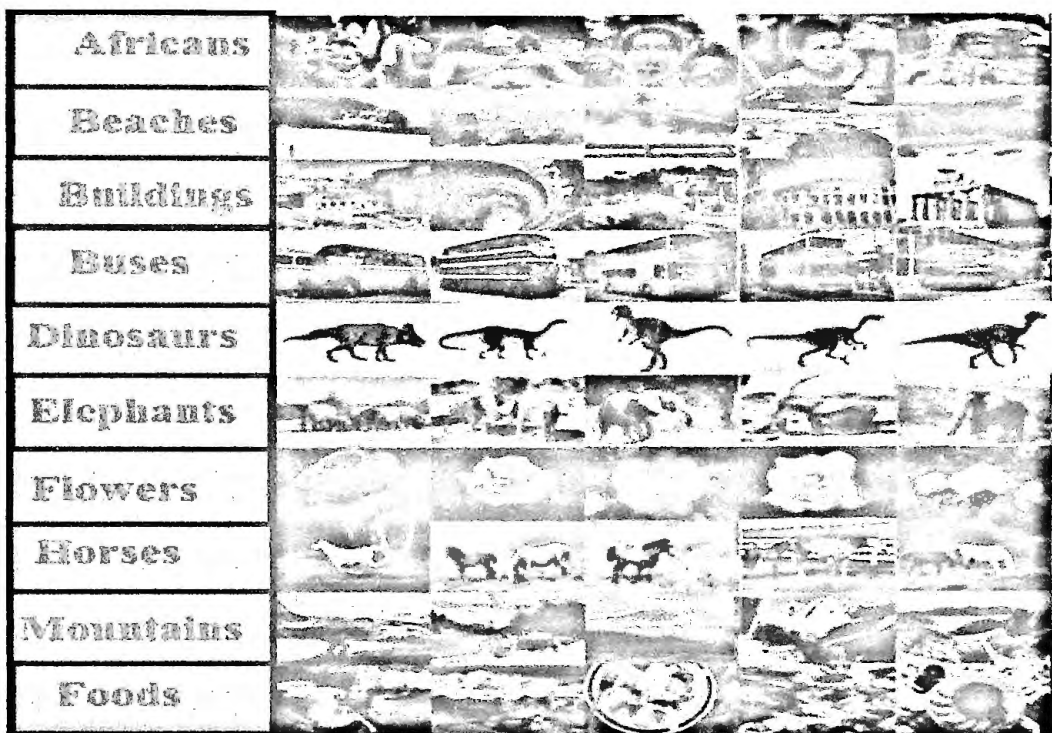 Africans
Beaches
Buildings
Buses
Dinosaurs
Elephants
Flowers
Horses
Mountains
Foods